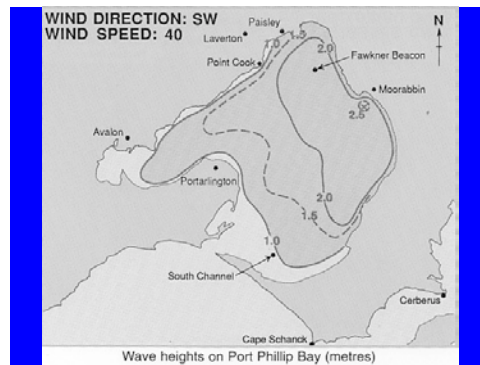 WIND DIRECTION: SW
WIND SPEED: 40
Paisley
N
Laverton
1.0
1.5
2.0
Point Cook
Fawkner Beacon
Moorabbin
2.5
Avalon
Portarlington
2.0
1.5
1.0
South Channel
Cerberus
Cape Schanck
Wave heights on Port Phillip Bay (metres)